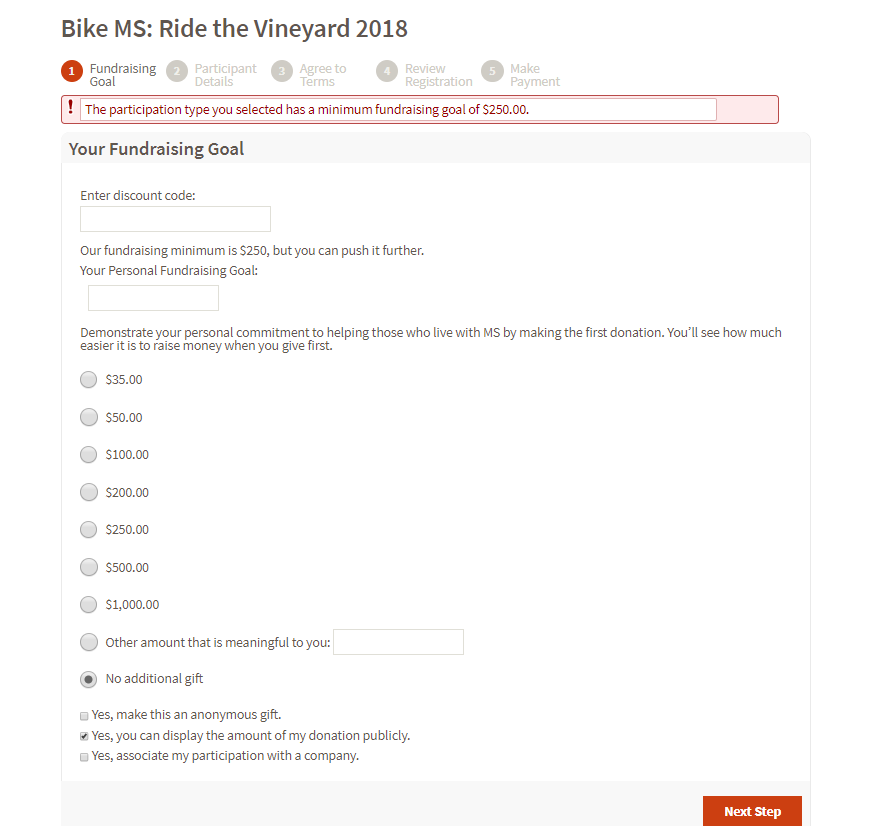 Bike MS: Ride the Vineyard 2018
1 Fundraising Goal
2 Participant Details
3 Agree to Terms
4 Review Registration
5 Make Payment
! The participation type you selected has a minimum fundraising goal of $250.00.
Your Fundraising Goal
Enter discount code:
Our fundraising minimum is $250, but you can push it further.
Your Personal Fundraising Goal:
Demonstrate your personal commitment to helping those who live with MS by making the first donation. You’ll see how much
easier it is to raise money when you give first.
$35.00
$50.00
$100.00
$200.00
$250.00
$500.00
$1,000.00
Other amount that is meaningful to you:
No additional gift
Yes, make this an anonymous gift.
Yes, you can display the amount of my donation publicly.
Yes, associate my participation with a company.
Next Step